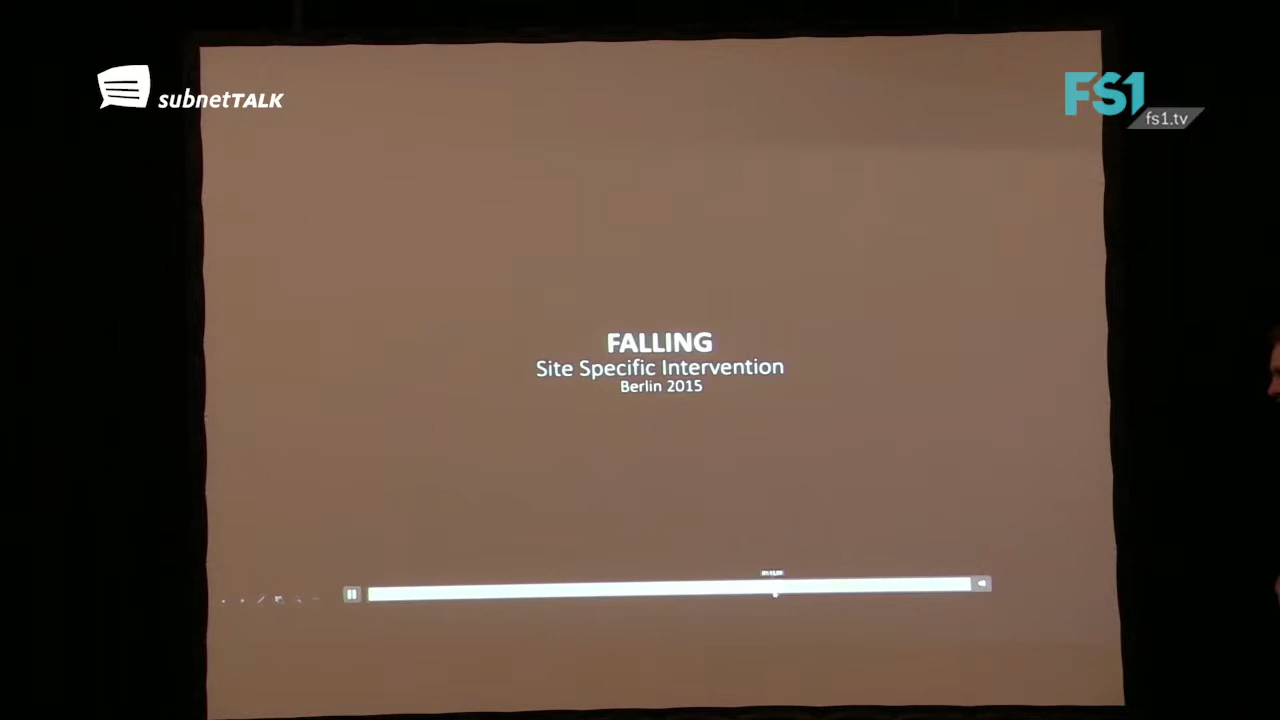 subnetTALK
FS1
fs1.tv
FALLING
Site Specific Intervention
Berlin 2015